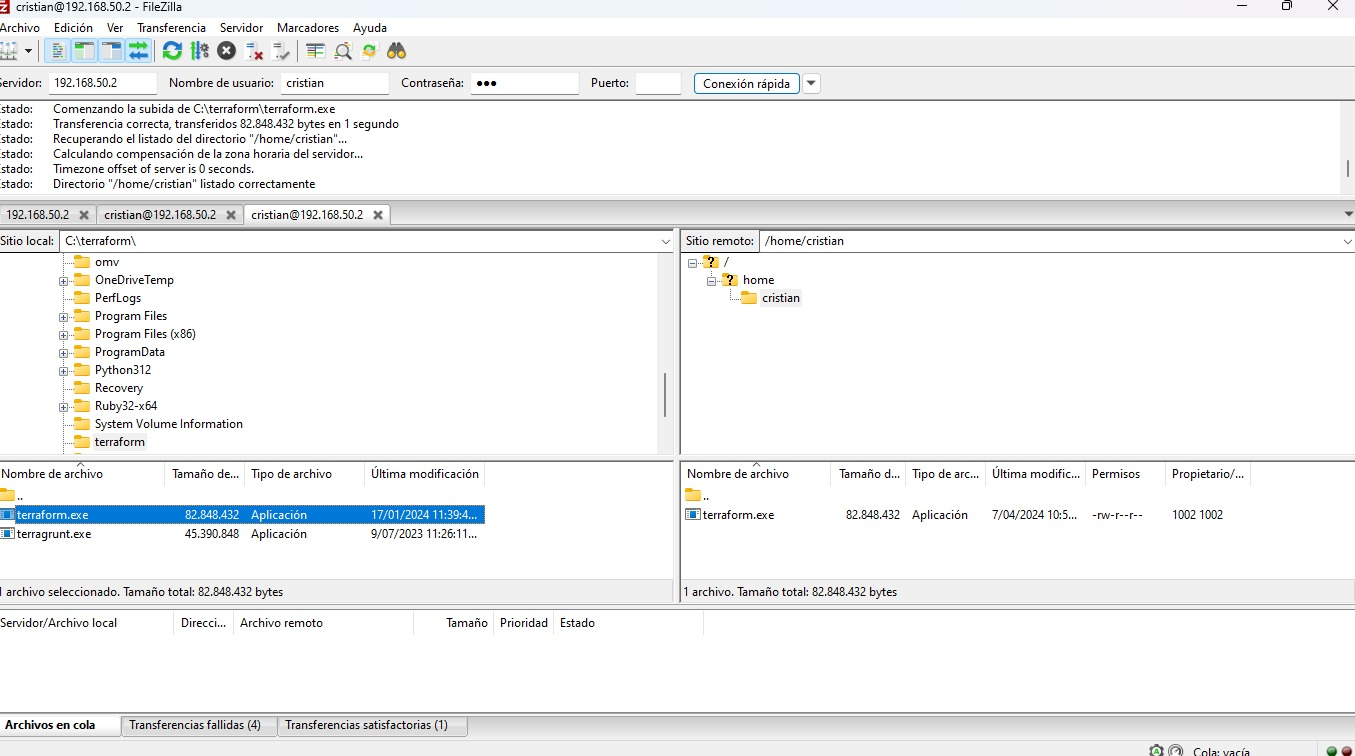 cristian@192.168.50.2 - FileZilla
Archivo Edición Ver Transferencia Servidor Marcadores Ayuda
Servidor: 192.168.50.2 Nombre de usuario: cristian Contraseña: ●●● Puerto: Conexión rápida
Estado: Comenzando la subida de C:\terraform\terraform.exe
Estado: Transferencia correcta, transferidos 82.848.432 bytes en 1 segundo
Estado: Recuperando el listado del directorio "/home/cristian"...
Estado: Calculando compensación de la zona horaria del servidor...
Estado: Timezone offset of server is 0 seconds.
Estado: Directorio "/home/cristian" listado correctamente
192.168.50.2 cristian@192.168.50.2 cristian@192.168.50.2
Sitio local: C:\terraform\
omv
OneDriveTemp
PerfLogs
Program Files
Program Files (x86)
ProgramData
Python312
Recovery
Ruby32-x64
System Volume Information
terraform
Sitio remoto: /home/cristian
/
home
cristian
Nombre de archivo Tamaño de... Tipo de archivo Última modificación
..
terraform.exe 82.848.432 Aplicación 17/01/2024 11:39:4...
terragrunt.exe 45.390.848 Aplicación 9/07/2023 11:26:11...
1 archivo seleccionado. Tamaño total: 82.848.432 bytes
Nombre de archivo Tamaño d... Tipo de arc... Última modific... Permisos Propietario/...
..
terraform.exe 82.848.432 Aplicación 7/04/2024 10:5... -rw-r--r-- 1002 1002
1 archivo. Tamaño total: 82.848.432 bytes
Servidor/Archivo local Direcci... Archivo remoto Tamaño Prioridad Estado
Archivos en cola Transferencias fallidas (4) Transferencias satisfactorias (1)
Cola: vacía